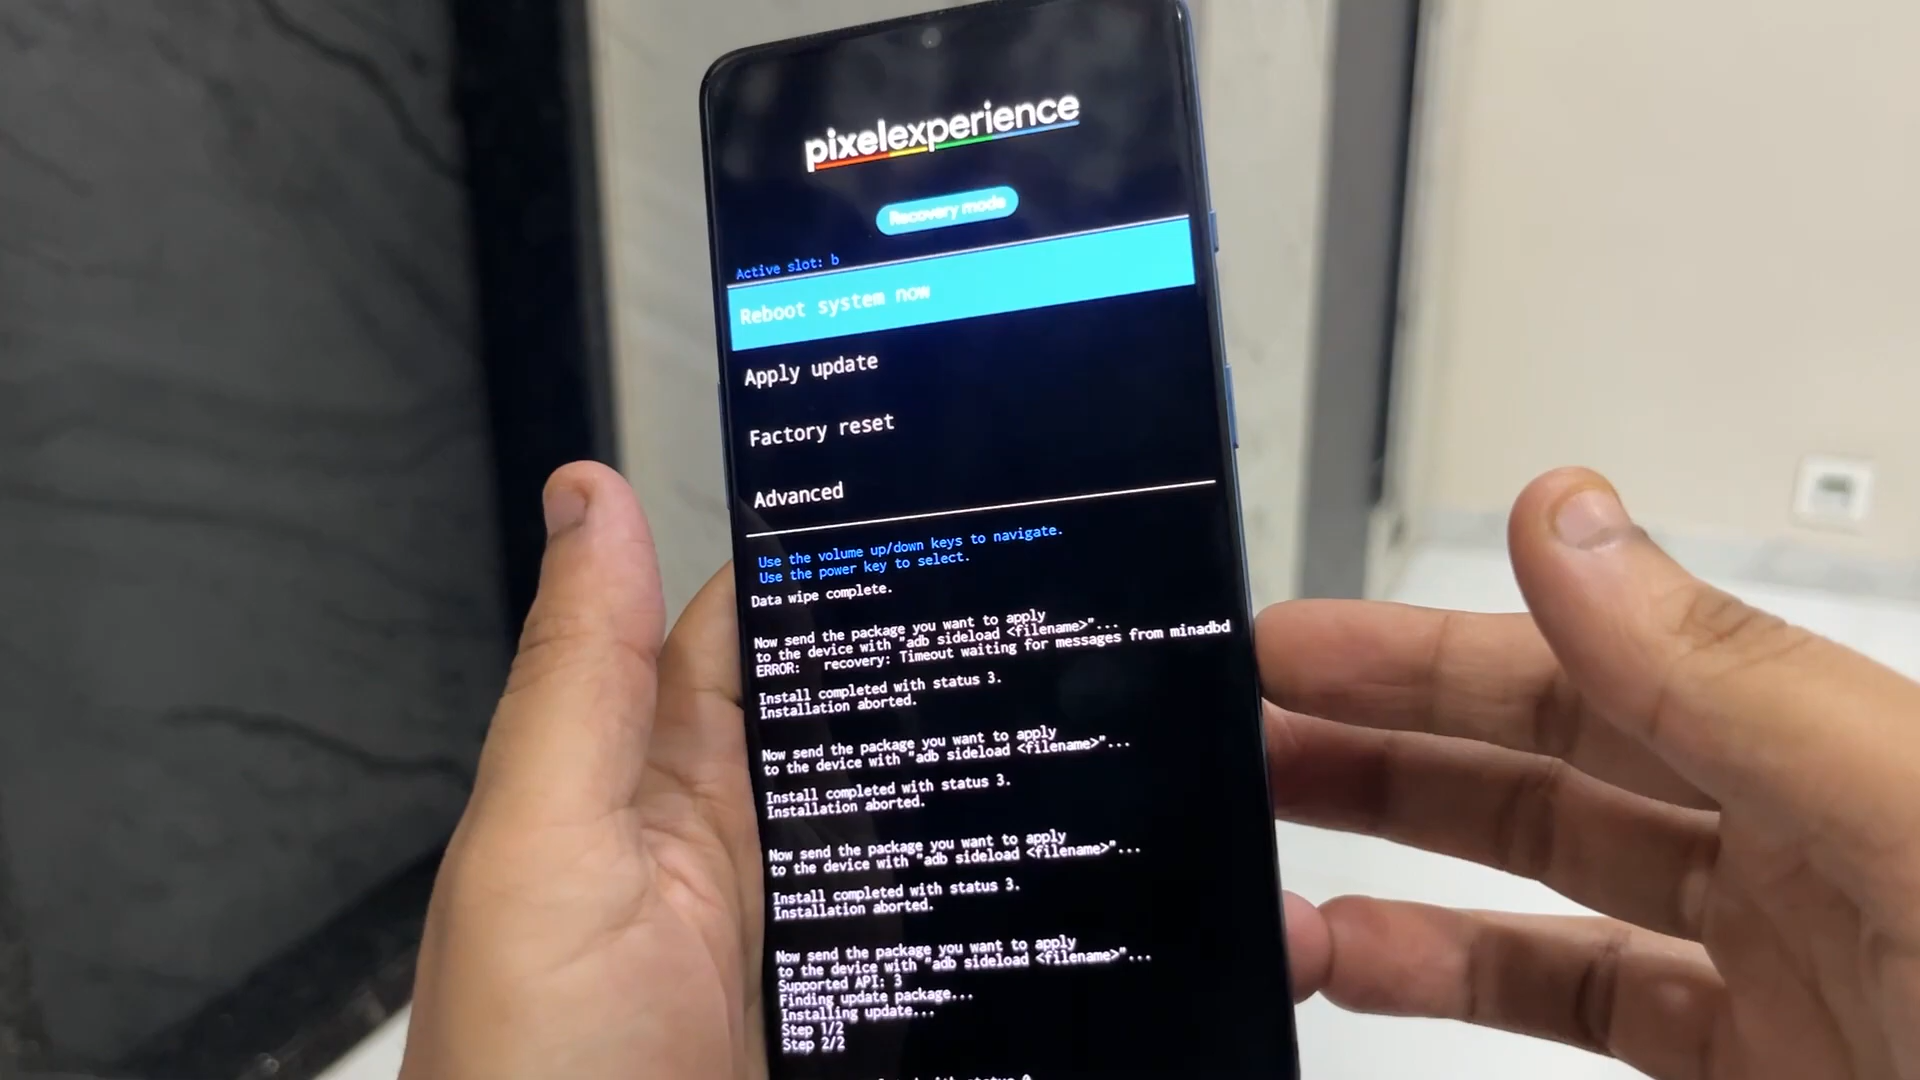 pixelexperience
Recovery mode
Active slot: b
Reboot system now
Apply update
Factory reset
Advanced
Use the volume up/down keys to navigate.
Use the power key to select.
Data wipe complete.
Now send the package you want to apply
to the device with "adb sideload <filename>"...
ERROR: recovery: Timeout waiting for messages from minadbd
Install completed with status 3.
Installation aborted.
Now send the package you want to apply
to the device with "adb sideload <filename>"...
Install completed with status 3.
Installation aborted.
Now send the package you want to apply
to the device with "adb sideload <filename>"...
Install completed with status 3.
Installation aborted.
Now send the package you want to apply
to the device with "adb sideload <filename>"...
Supported API: 3
Finding update package...
Installing update...
Step 1/2
Step 2/2
with status 0